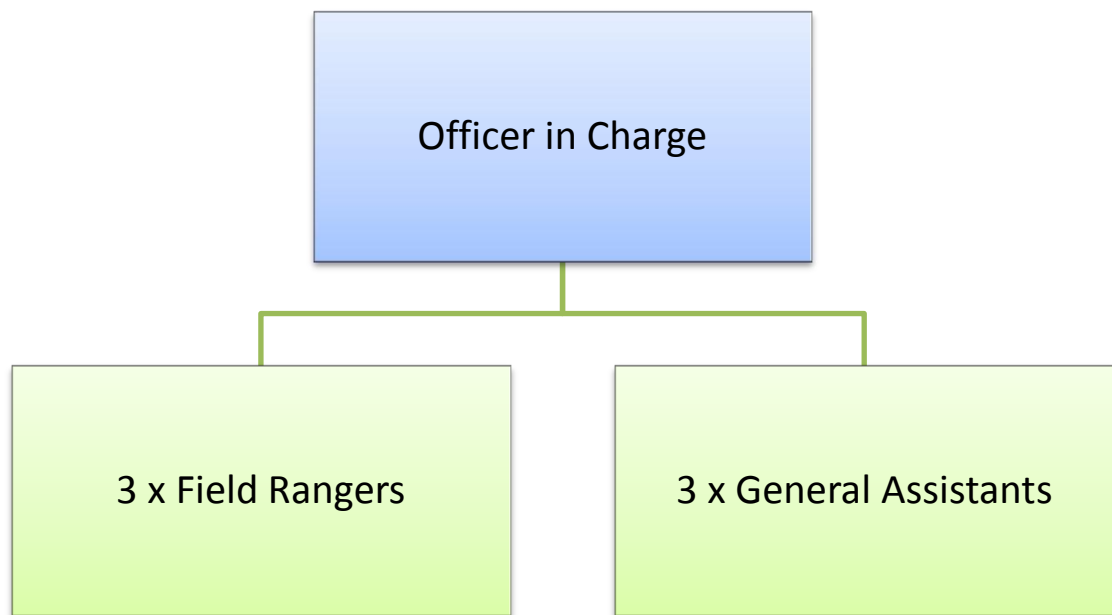 Officer in Charge
3 x Field Rangers
3 x General Assistants